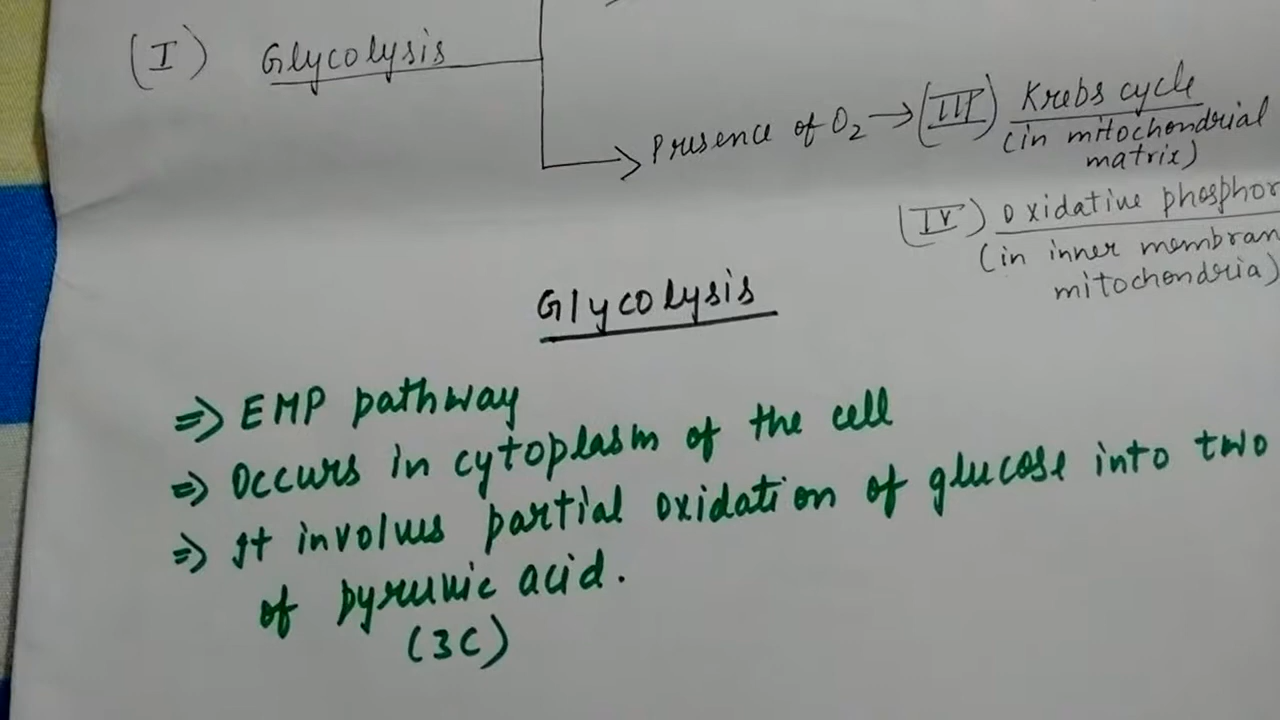 (I) Glycolysis
Presence of O2 → (III) Krebs cycle
(in mitochondrial
matrix)
(IV) Oxidative phosphor
(in inner membran
mitochondria)
Glycolysis
⇒ EMP pathway
⇒ Occurs in cytoplasm of the cell
⇒ It involves partial oxidation of glucose into two
of pyruvic acid.
(3C)